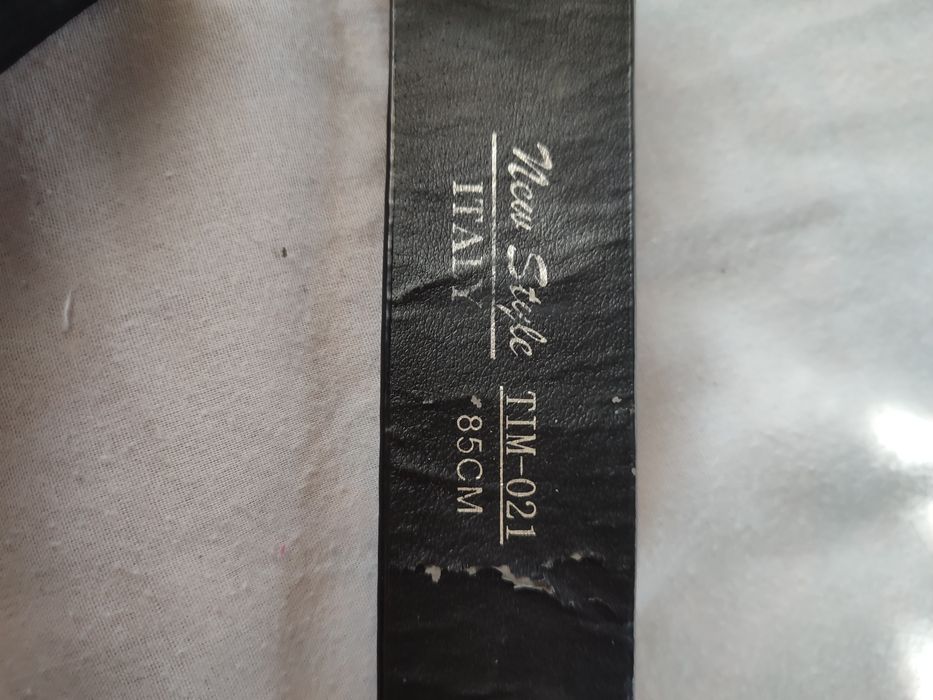 New Style
ITALY
TIM-021
*85CM